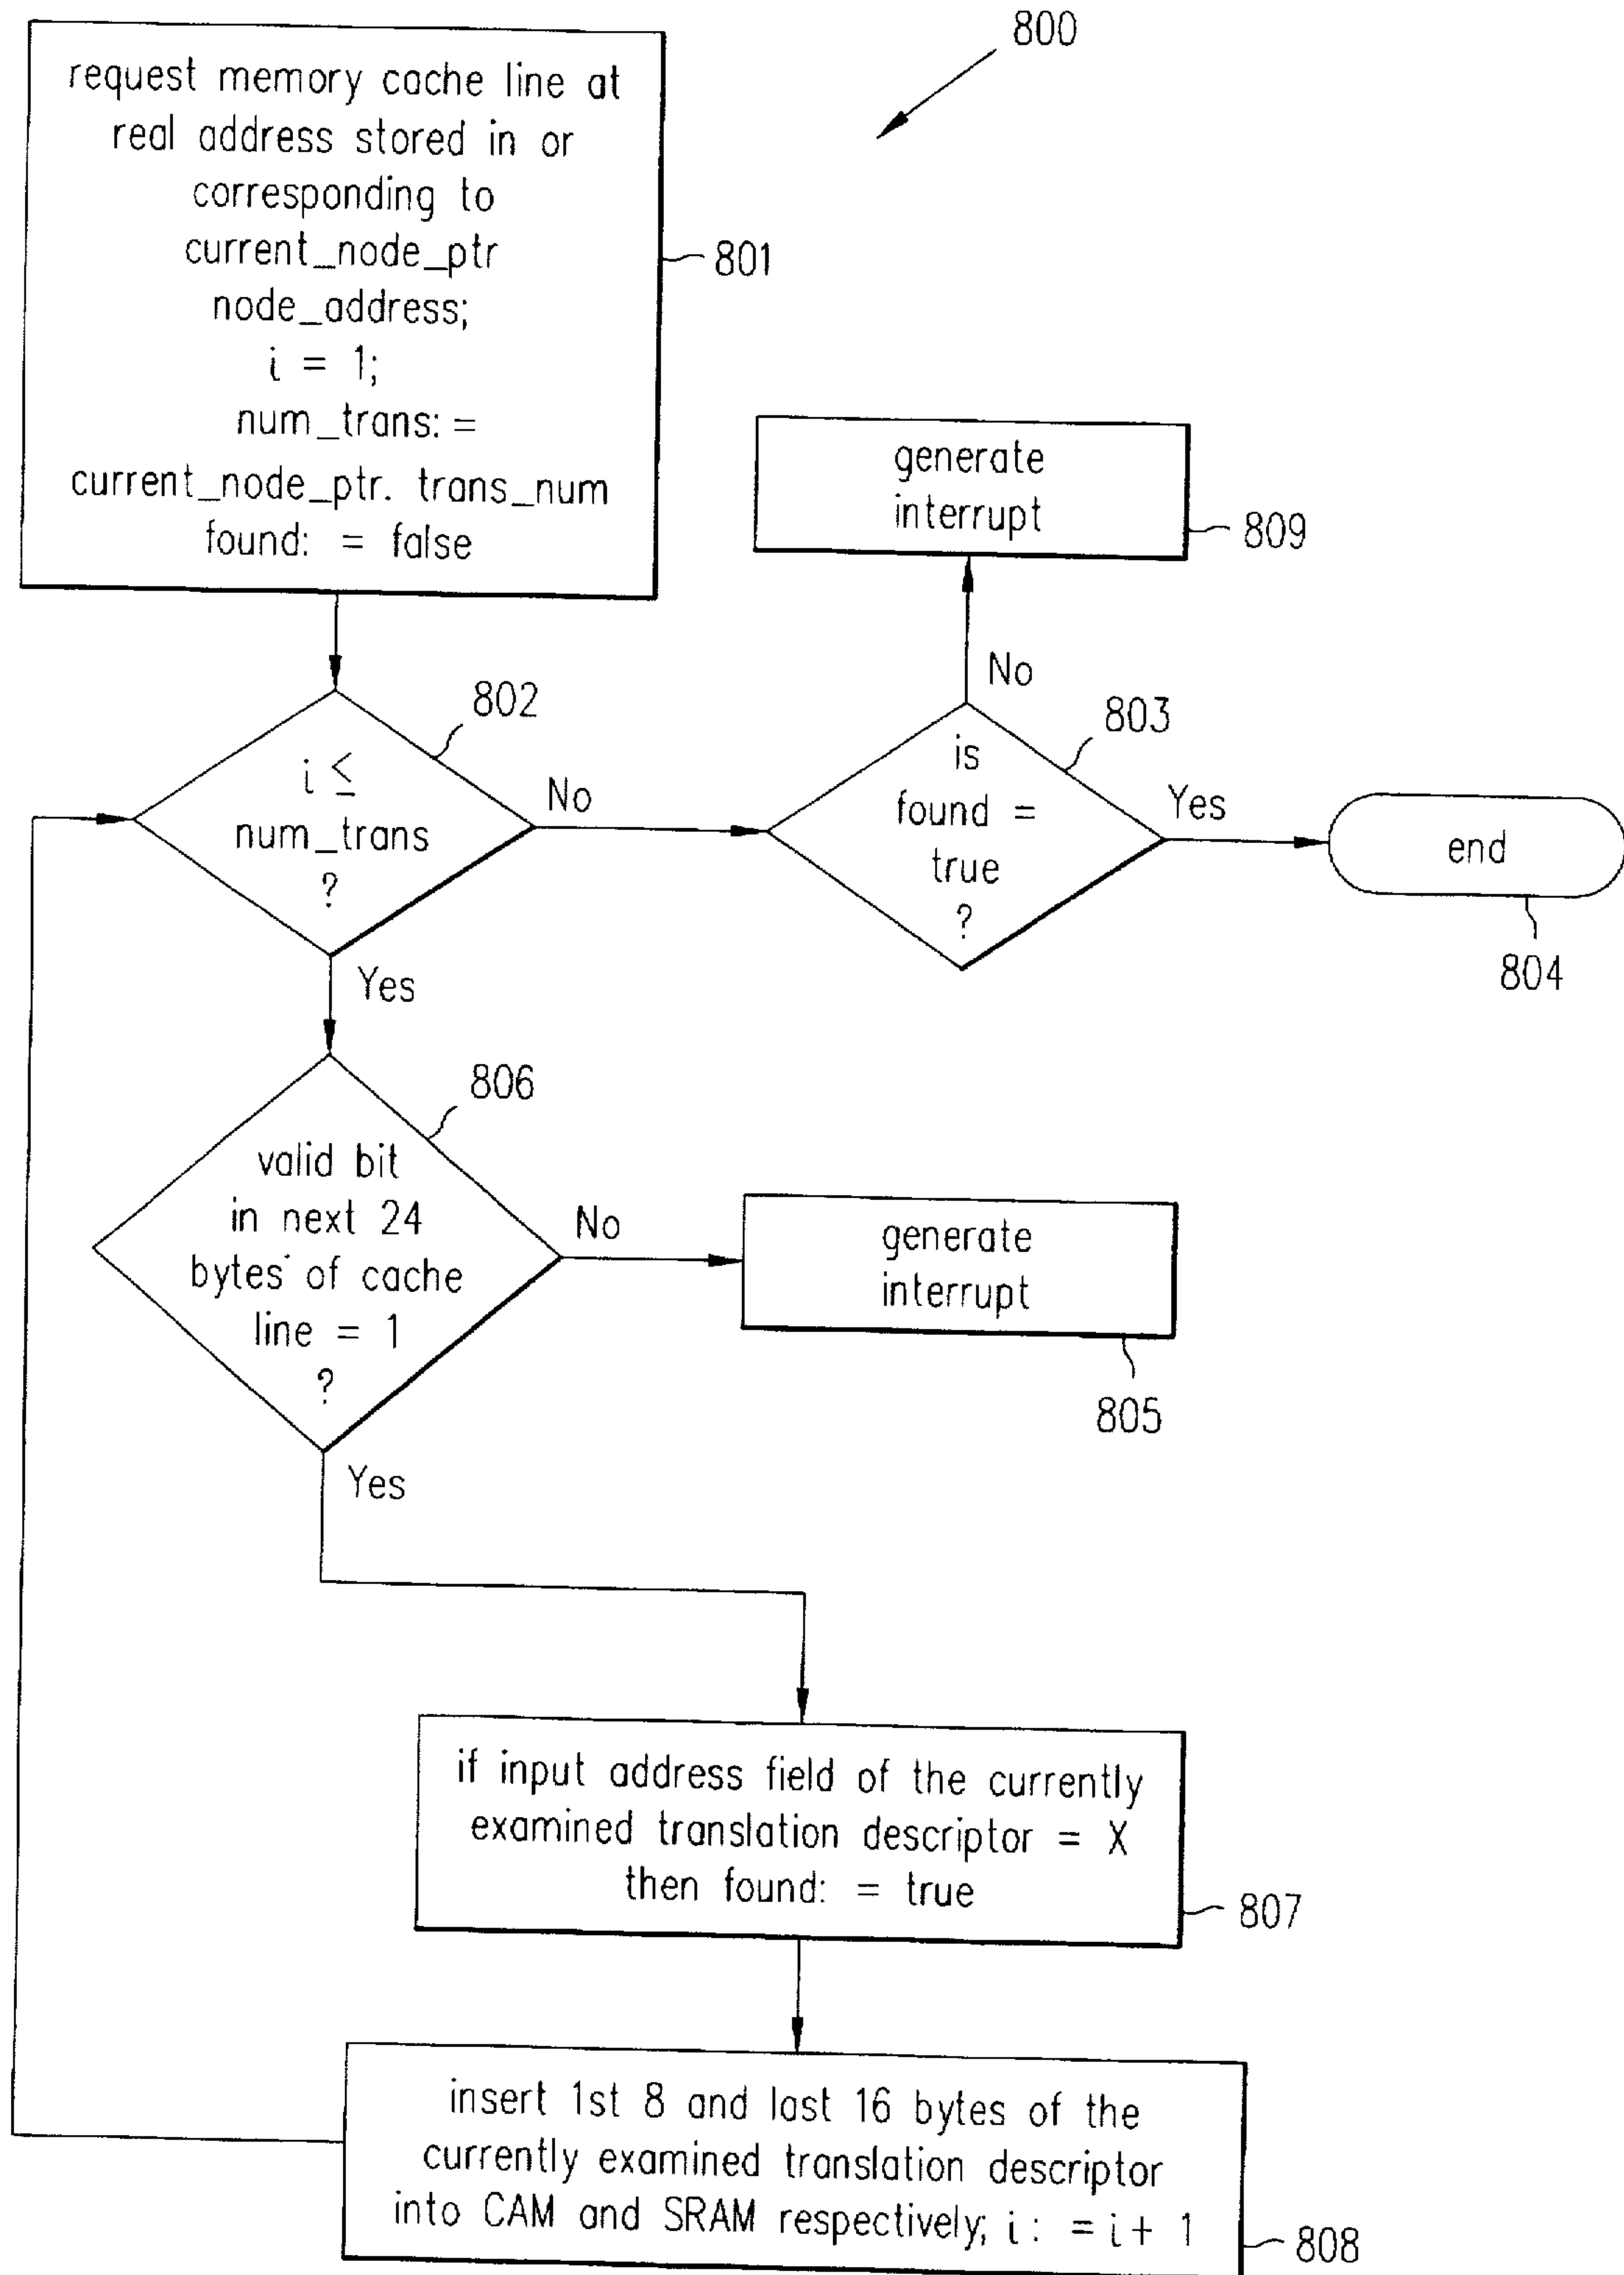 800
request memory cache line at
real address stored in or
corresponding to
current_node_ptr
node_address;
i = 1;
num_trans: =
current_node_ptr. trans_num
found: = false
801
generate
interrupt
809
No
802
i ≤
num_trans
?
No
803
is
found =
true
?
Yes
end
804
Yes
806
valid bit
in next 24
bytes of cache
line = 1
?
No
generate
interrupt
805
Yes
if input address field of the currently
examined translation descriptor = X
then found: = true
807
insert 1st 8 and last 16 bytes of the
currently examined translation descriptor
into CAM and SRAM respectively; i : = i + 1
808